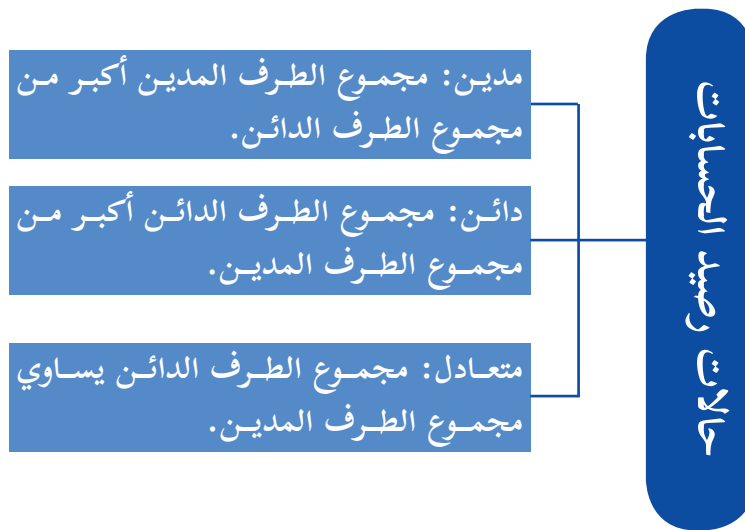 حالات رصيد الحسابات
مدين: مجموع الطرف المدين أكبر من
مجموع الطرف الدائن.
دائن: مجموع الطرف الدائن أكبر من
مجموع الطرف المدين.
متعادل: مجموع الطرف الدائن يساوي
مجموع الطرف المدين.